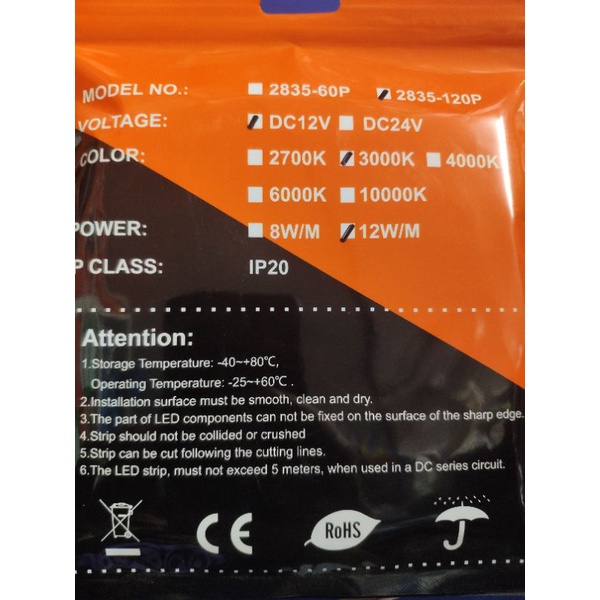 MODEL NO.: 2835-60P 2835-120P
VOLTAGE: DC12V DC24V
COLOR: 2700K 3000K 4000K
6000K 10000K
POWER: 8W/M 12W/M
P CLASS: IP20
Attention:
1.Storage Temperature: -40~+80℃,
Operating Temperature: -25~+60℃ .
2.Installation surface must be smooth, clean and dry.
3.The part of LED components can not be fixed on the surface of the sharp edge.
4.Strip should not be collided or crushed
5.Strip can be cut following the cutting lines.
6.The LED strip, must not exceed 5 meters, when used in a DC series circuit.
CE RoHS